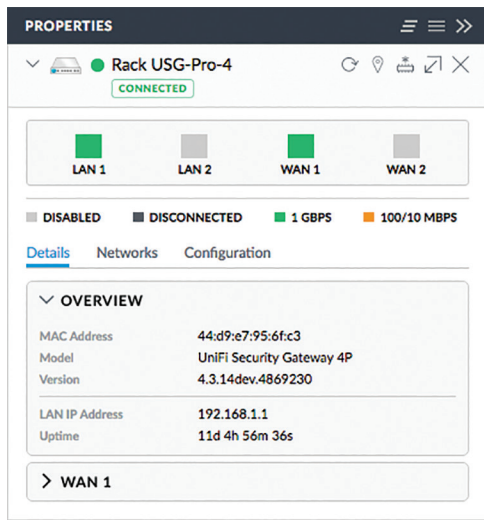 PROPERTIES
Rack USG-Pro-4
CONNECTED
LAN 1 LAN 2 WAN 1 WAN 2
DISABLED DISCONNECTED 1 GBPS 100/10 MBPS
Details Networks Configuration
OVERVIEW
MAC Address 44:d9:e7:95:6f:c3
Model UniFi Security Gateway 4P
Version 4.3.14dev.4869230
LAN IP Address 192.168.1.1
Uptime 11d 4h 56m 36s
WAN 1